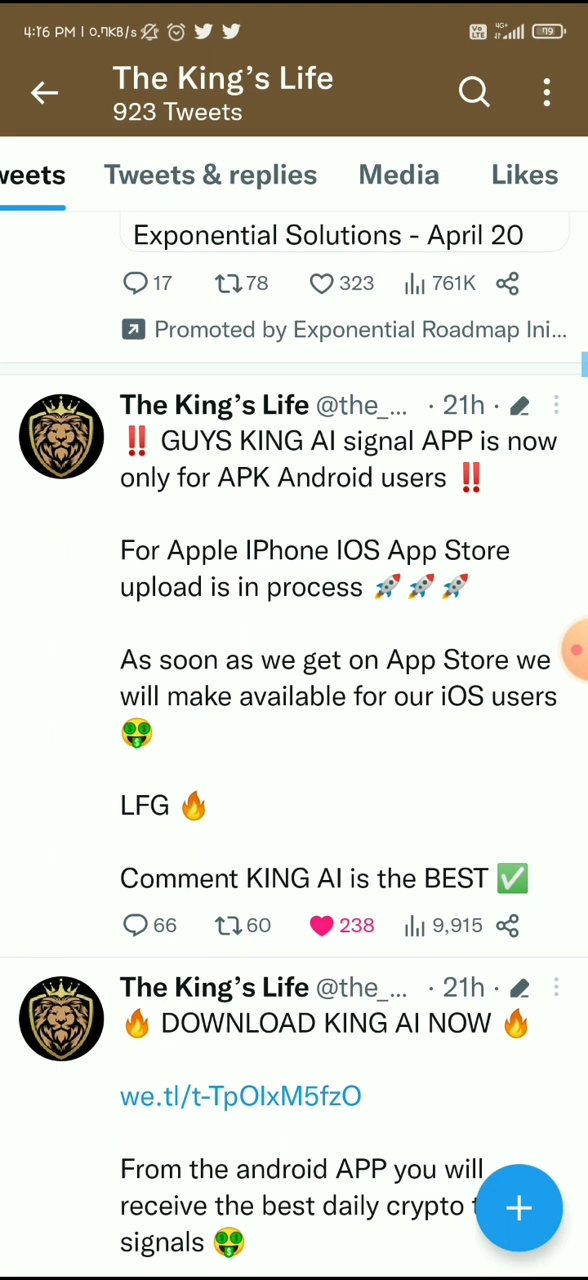 4:16 PM | 0.7KB/s
Vo LTE 4G+ 79
The King's Life
923 Tweets
weets Tweets & replies Media Likes
Exponential Solutions - April 20
17 78 323 761K
Promoted by Exponential Roadmap Ini...
The King's Life @the_... · 21h ·
‼️ GUYS KING AI signal APP is now
only for APK Android users ‼️
For Apple IPhone IOS App Store
upload is in process 🚀🚀🚀
As soon as we get on App Store we
will make available for our iOS users
🤑
LFG 🔥
Comment KING AI is the BEST ✅
66 60 238 9,915
The King's Life @the_... · 21h ·
🔥 DOWNLOAD KING AI NOW 🔥
we.tl/t-TpOIxM5fzO
From the android APP you will
receive the best daily crypto
signals 🤑